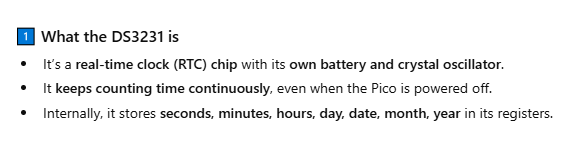 1 What the DS3231 is
• It's a real-time clock (RTC) chip with its own battery and crystal oscillator.
• It keeps counting time continuously, even when the Pico is powered off.
• Internally, it stores seconds, minutes, hours, day, date, month, year in its registers.